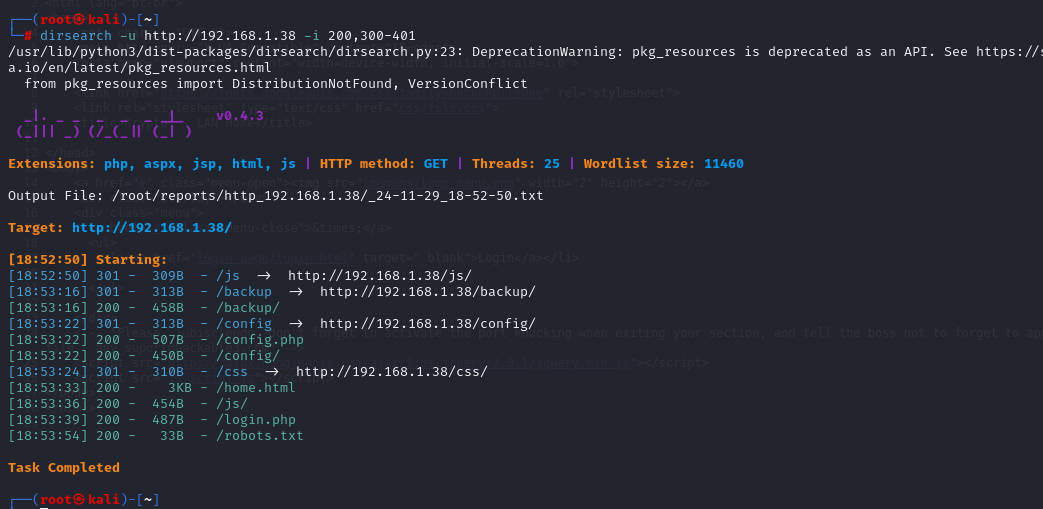 ┌──(root㉿kali)-[~]
└─# dirsearch -u http://192.168.1.38 -i 200,300-401
/usr/lib/python3/dist-packages/dirsearch/dirsearch.py:23: DeprecationWarning: pkg_resources is deprecated as an API. See https://s
a.io/en/latest/pkg_resources.html
  from pkg_resources import DistributionNotFound, VersionConflict
v0.4.3
Extensions: php, aspx, jsp, html, js | HTTP method: GET | Threads: 25 | Wordlist size: 11460
Output File: /root/reports/http_192.168.1.38/_24-11-29_18-52-50.txt
Target: http://192.168.1.38/
[18:52:50] Starting:
[18:52:50] 301 -  309B  - /js  ->  http://192.168.1.38/js/
[18:53:16] 301 -  313B  - /backup  ->  http://192.168.1.38/backup/
[18:53:16] 200 -  458B  - /backup/
[18:53:22] 301 -  313B  - /config  ->  http://192.168.1.38/config/
[18:53:22] 200 -  507B  - /config.php
[18:53:22] 200 -  450B  - /config/
[18:53:24] 301 -  310B  - /css  ->  http://192.168.1.38/css/
[18:53:33] 200 -    3KB - /home.html
[18:53:36] 200 -  454B  - /js/
[18:53:39] 200 -  487B  - /login.php
[18:53:54] 200 -   33B  - /robots.txt
Task Completed
┌──(root㉿kali)-[~]